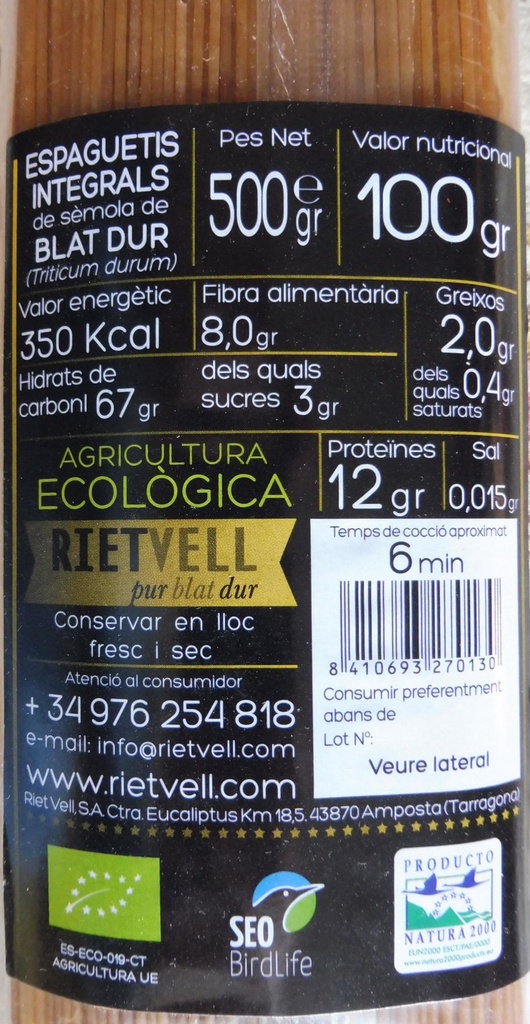 ESPAGUETIS
INTEGRALS
de sèmola de
BLAT DUR
(Triticum durum)
Pes Net
500 e gr
Valor nutricional
100 gr
Valor energètic
350 Kcal
Fibra alimentària
8,0 gr
Greixos
2,0 gr
dels
quals 0,4 gr
saturats
Hidrats de
carboni 67 gr
dels quals
sucres 3 gr
AGRICULTURA
ECOLÒGICA
Proteïnes
12 gr
Sal
0,015 gr
RIETVELL
pur blat dur
Conservar en lloc
fresc i sec
Atenció al consumidor
+ 34 976 254 818
e-mail: info@rietvell.com
www.rietvell.com
Temps de cocció aproximat
6 min
8 410693 270130
Consumir preferentment
abans de
Lot Nº:
Veure lateral
Riet Vell, S.A. Ctra. Eucaliptus Km 18,5. 43870 Amposta (Tarragona)
ES-ECO-019-CT
AGRICULTURA UE
SEO
BirdLife
PRODUCTO
NATURA 2000